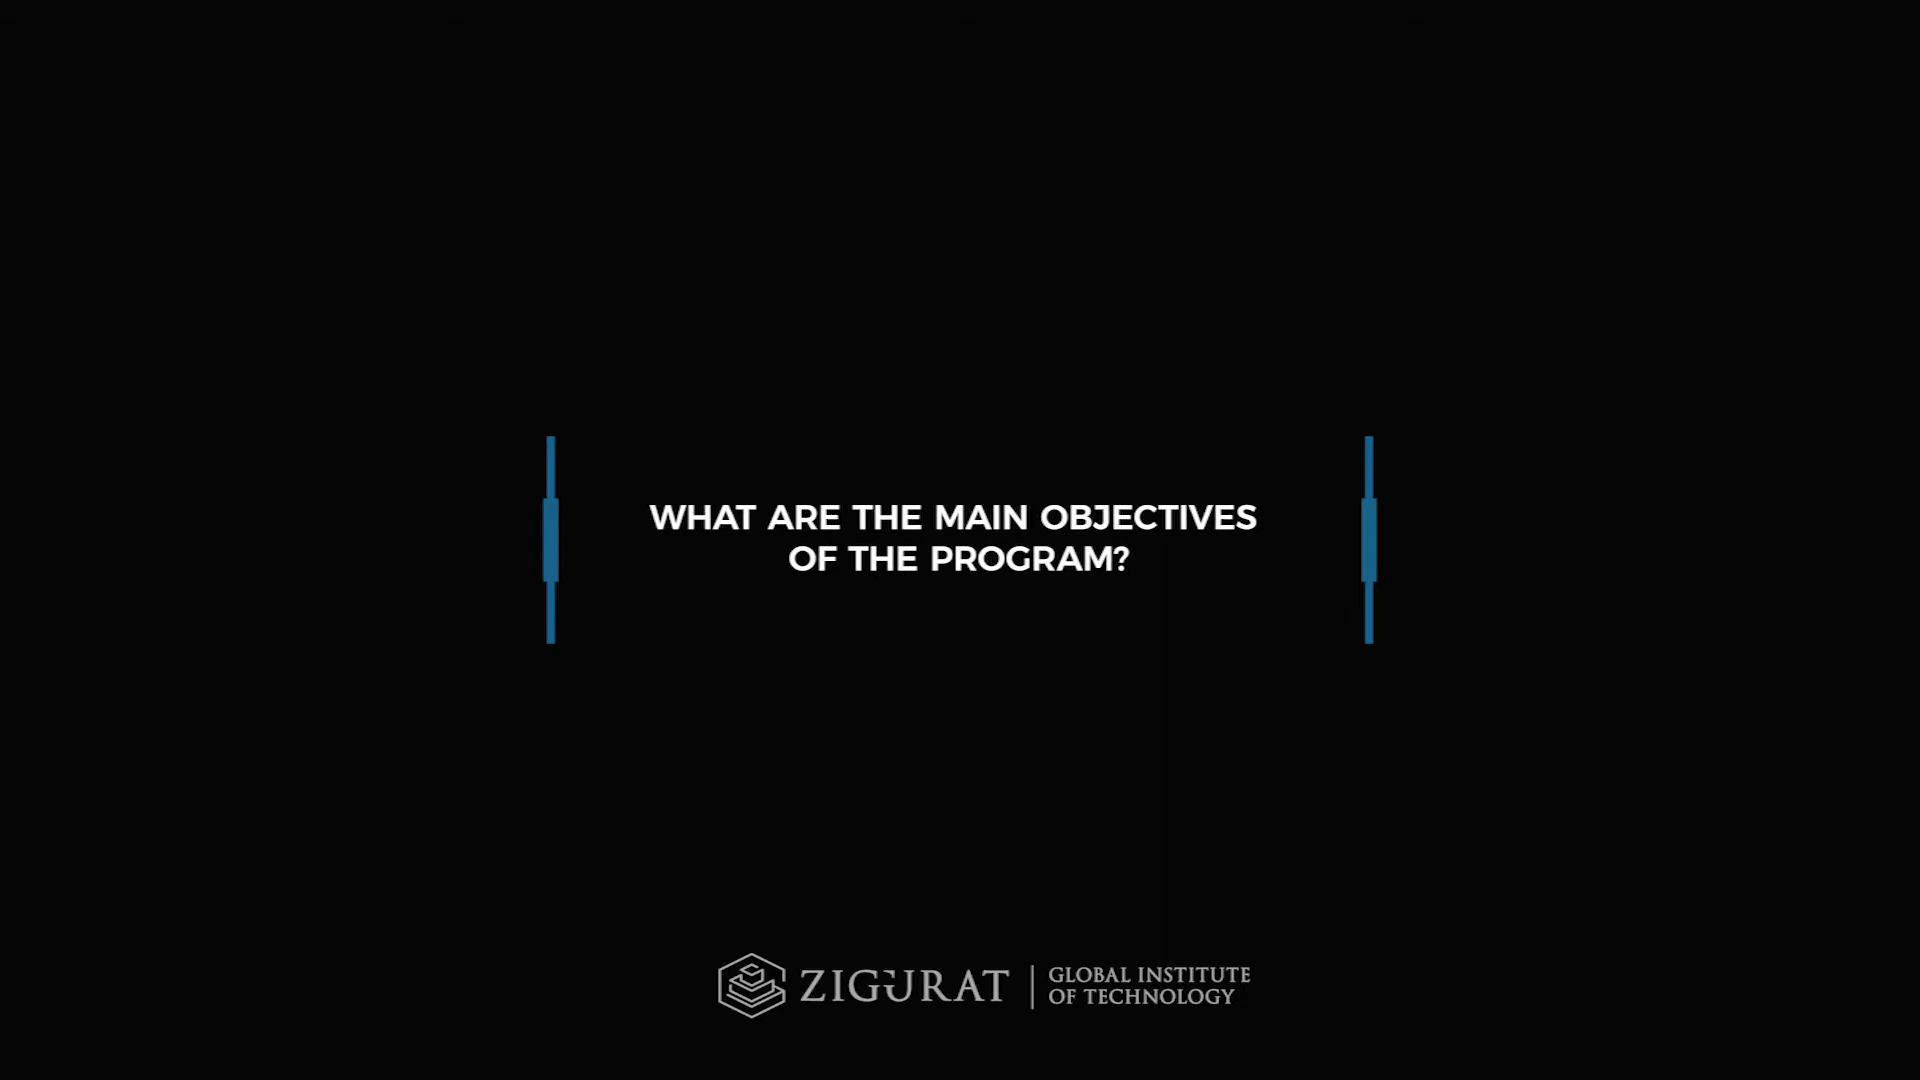 WHAT ARE THE MAIN OBJECTIVES
OF THE PROGRAM?
ZIGURAT
GLOBAL INSTITUTE
OF TECHNOLOGY